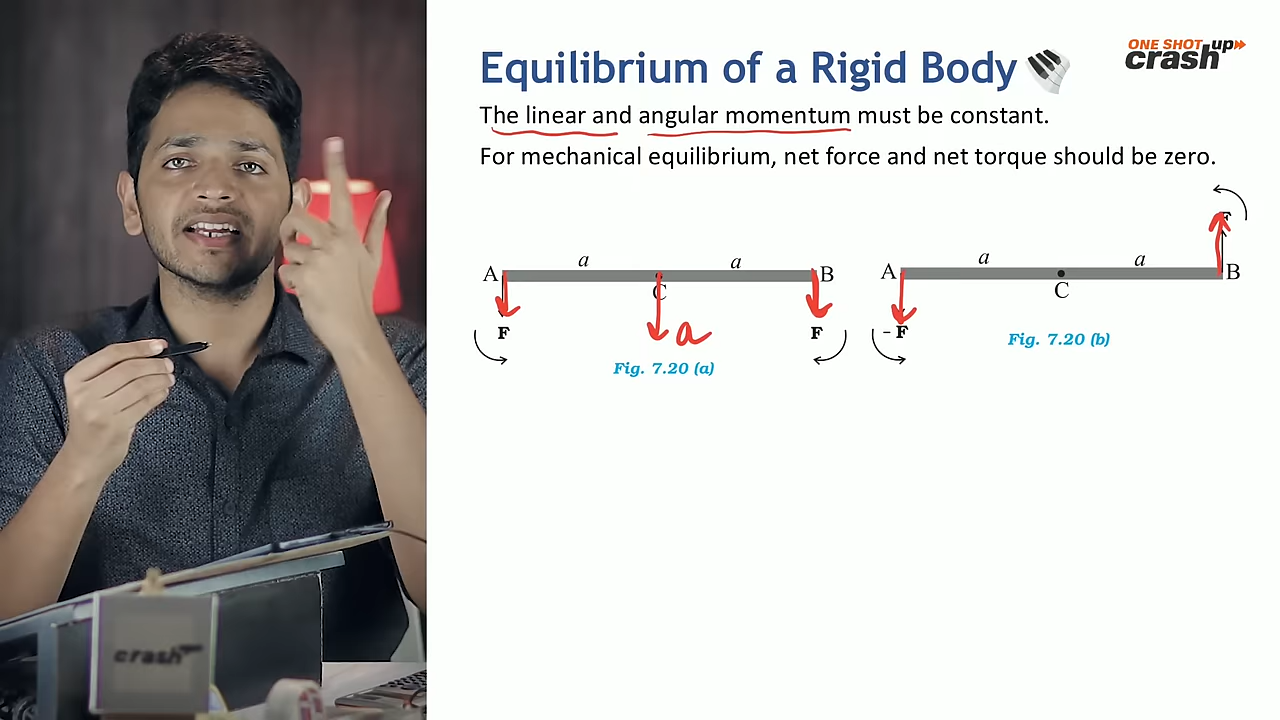 Equilibrium of a Rigid Body
ONE SHOT
crash up
The linear and angular momentum must be constant.
For mechanical equilibrium, net force and net torque should be zero.
A a a B
C
F a F
Fig. 7.20 (a)
F
A a a B
C
- F
Fig. 7.20 (b)
crash